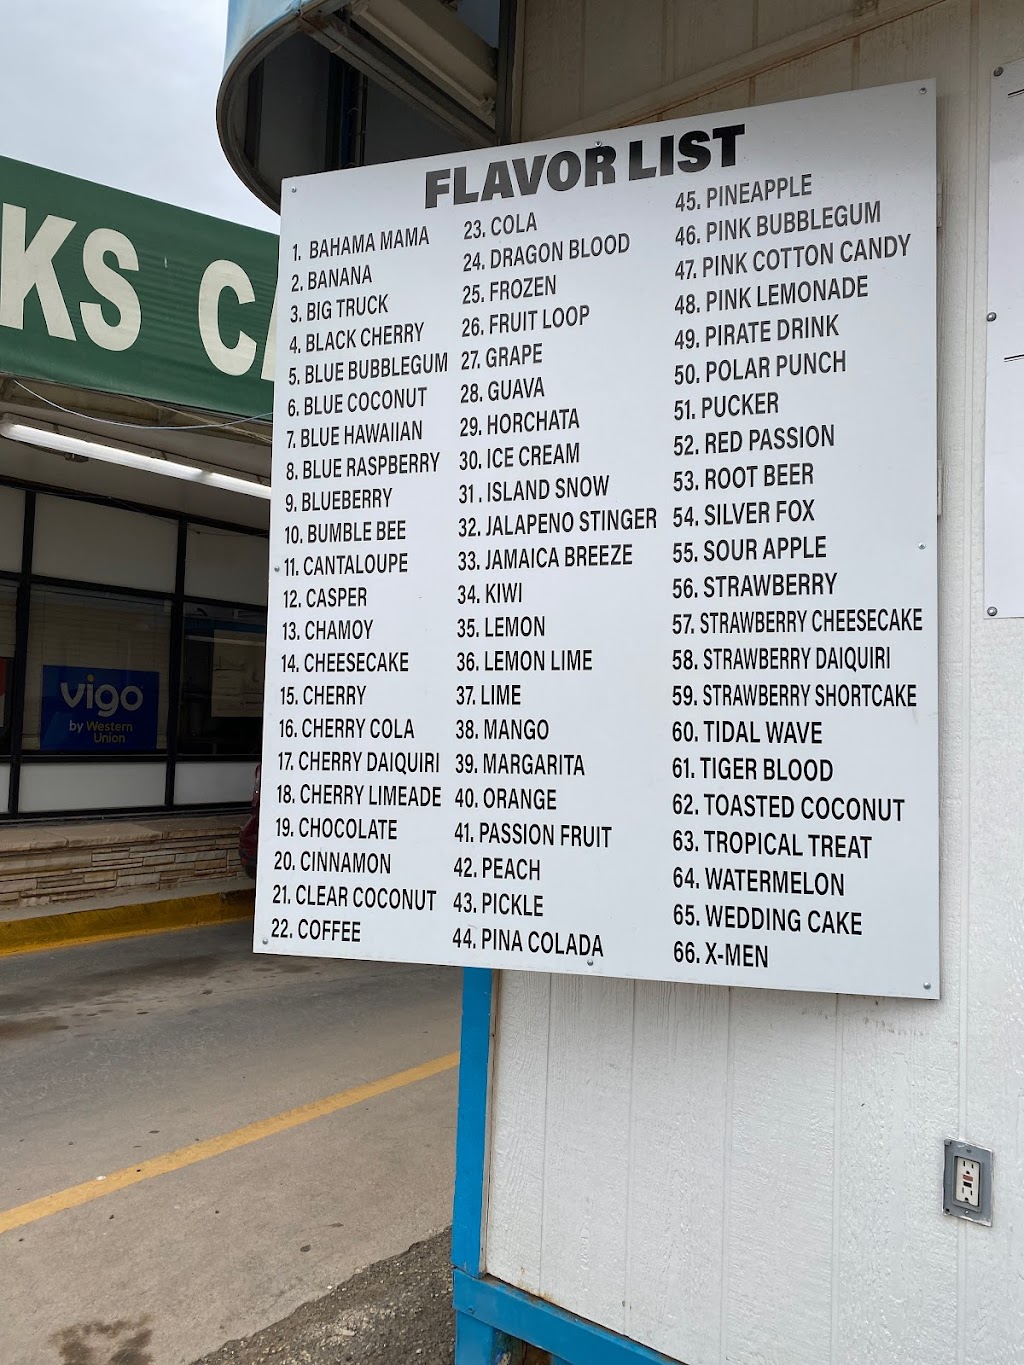 FLAVOR LIST
1. BAHAMA MAMA
2. BANANA
3. BIG TRUCK
4. BLACK CHERRY
5. BLUE BUBBLEGUM
6. BLUE COCONUT
7. BLUE HAWAIIAN
8. BLUE RASPBERRY
9. BLUEBERRY
10. BUMBLE BEE
11. CANTALOUPE
12. CASPER
13. CHAMOY
14. CHEESECAKE
15. CHERRY
16. CHERRY COLA
17. CHERRY DAIQUIRI
18. CHERRY LIMEADE
19. CHOCOLATE
20. CINNAMON
21. CLEAR COCONUT
22. COFFEE
23. COLA
24. DRAGON BLOOD
25. FROZEN
26. FRUIT LOOP
27. GRAPE
28. GUAVA
29. HORCHATA
30. ICE CREAM
31. ISLAND SNOW
32. JALAPENO STINGER
33. JAMAICA BREEZE
34. KIWI
35. LEMON
36. LEMON LIME
37. LIME
38. MANGO
39. MARGARITA
40. ORANGE
41. PASSION FRUIT
42. PEACH
43. PICKLE
44. PINA COLADA
45. PINEAPPLE
46. PINK BUBBLEGUM
47. PINK COTTON CANDY
48. PINK LEMONADE
49. PIRATE DRINK
50. POLAR PUNCH
51. PUCKER
52. RED PASSION
53. ROOT BEER
54. SILVER FOX
55. SOUR APPLE
56. STRAWBERRY
57. STRAWBERRY CHEESECAKE
58. STRAWBERRY DAIQUIRI
59. STRAWBERRY SHORTCAKE
60. TIDAL WAVE
61. TIGER BLOOD
62. TOASTED COCONUT
63. TROPICAL TREAT
64. WATERMELON
65. WEDDING CAKE
66. X-MEN
KS C
vigo
by Western
Union